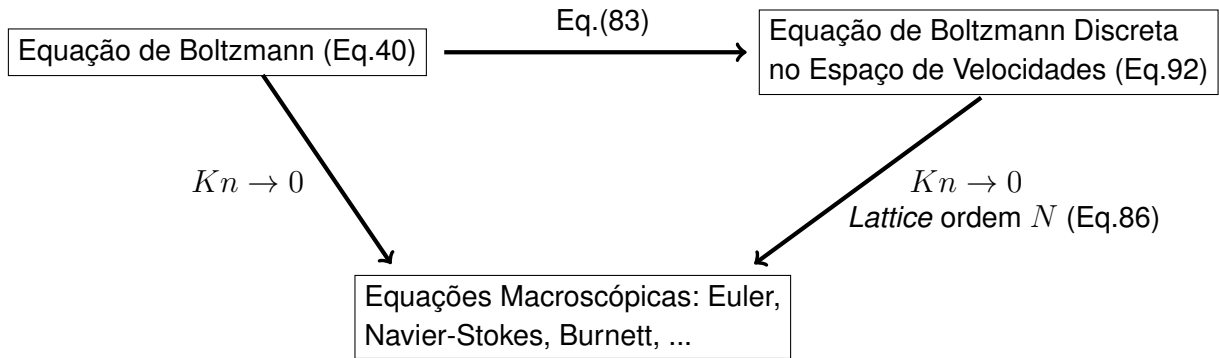 Eq.(83)
Equação de Boltzmann (Eq.40)
Equação de Boltzmann Discreta
no Espaço de Velocidades (Eq.92)
Kn → 0
Kn → 0
Lattice ordem N (Eq.86)
Equações Macroscópicas: Euler,
Navier-Stokes, Burnett, ...